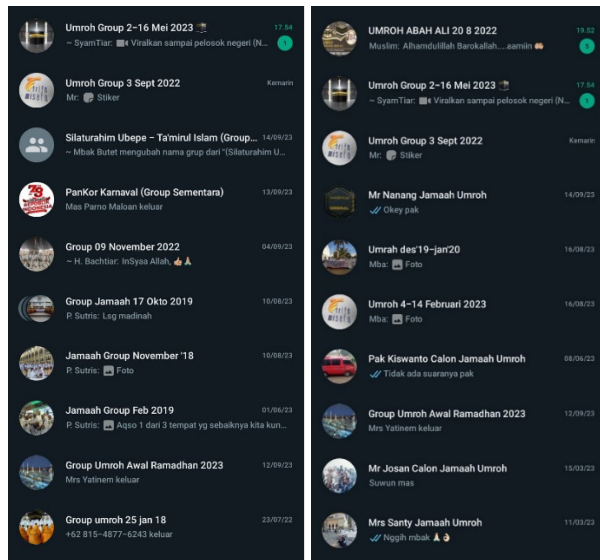 Umroh Group 2–16 Mei 2023 🕋
17.54
~ SyamTiar: Viralkan sampai pelosok negeri (N...
1
Umroh Group 3 Sept 2022
Kemarin
Mr: Stiker
Silaturahim Ubepe – Ta'mirul Islam (Group...
14/09/23
~ Mbak Butet mengubah nama grup dari "(Silaturahim U...
PanKor Karnaval (Group Sementara)
13/09/23
Mas Parno Maloan keluar
Group 09 November 2022
04/09/23
~ H. Bachtiar: InSyaa Allah, 👍🙏
Group Jamaah 17 Okto 2019
10/08/23
P. Sutris: Lsg madinah
Jamaah Group November '18
10/08/23
P. Sutris: Foto
Jamaah Group Feb 2019
01/06/23
P. Sutris: Aqso 1 dari 3 tempat yg sebaiknya kita kun...
Group Umroh Awal Ramadhan 2023
12/09/23
Mrs Yatinem keluar
Group umroh 25 jan 18
23/07/22
+62 815-4877-6243 keluar
UMROH ABAH ALI 20 8 2022
19.52
Muslim: Alhamdulillah Barokallah....aamiin
Umroh Group 2–16 Mei 2023 🕋
17.54
~ SyamTiar: Viralkan sampai pelosok negeri (N...
1
Umroh Group 3 Sept 2022
Kemarin
Mr: Stiker
Mr Nanang Jamaah Umroh
14/09/23
Okey pak
Umrah des'19–jan'20
16/08/23
Mba: Foto
Umroh 4–14 Februari 2023
16/08/23
Mba: Foto
Pak Kiswanto Calon Jamaah Umroh
08/06/23
Tidak ada suaranya pak
Group Umroh Awal Ramadhan 2023
12/09/23
Mrs Yatinem keluar
Mr Josan Calon Jamaah Umroh
15/03/23
Suwun mas
Mrs Santy Jamaah Umroh
11/03/23
Nggih mbak 🙏👌